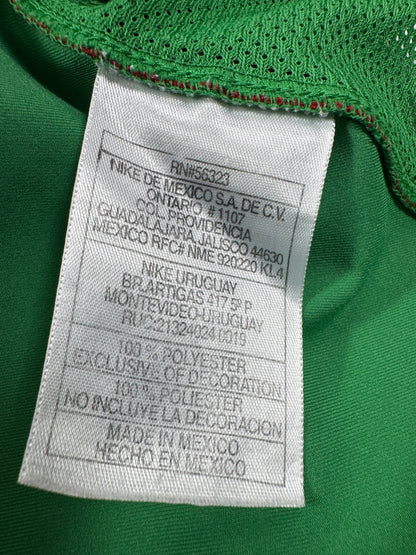 RN#56323
NIKE DE MEXICO S.A. DE C.V.
ONTARIO # 1107
COL. PROVIDENCIA
GUADALAJARA JALISCO 44630
MEXICO RFC# NME 920220 KL4
NIKE URUGUAY
BR.ARTIGAS 417 5º P
MONTEVIDEO-URUGUAY
RUC:21324024 0019
100 % POLYESTER
EXCLUSIVE OF DECORATION
100 % POLIESTER
NO INCLUYE LA DECORACION
MADE IN MEXICO
HECHO EN MEXICO